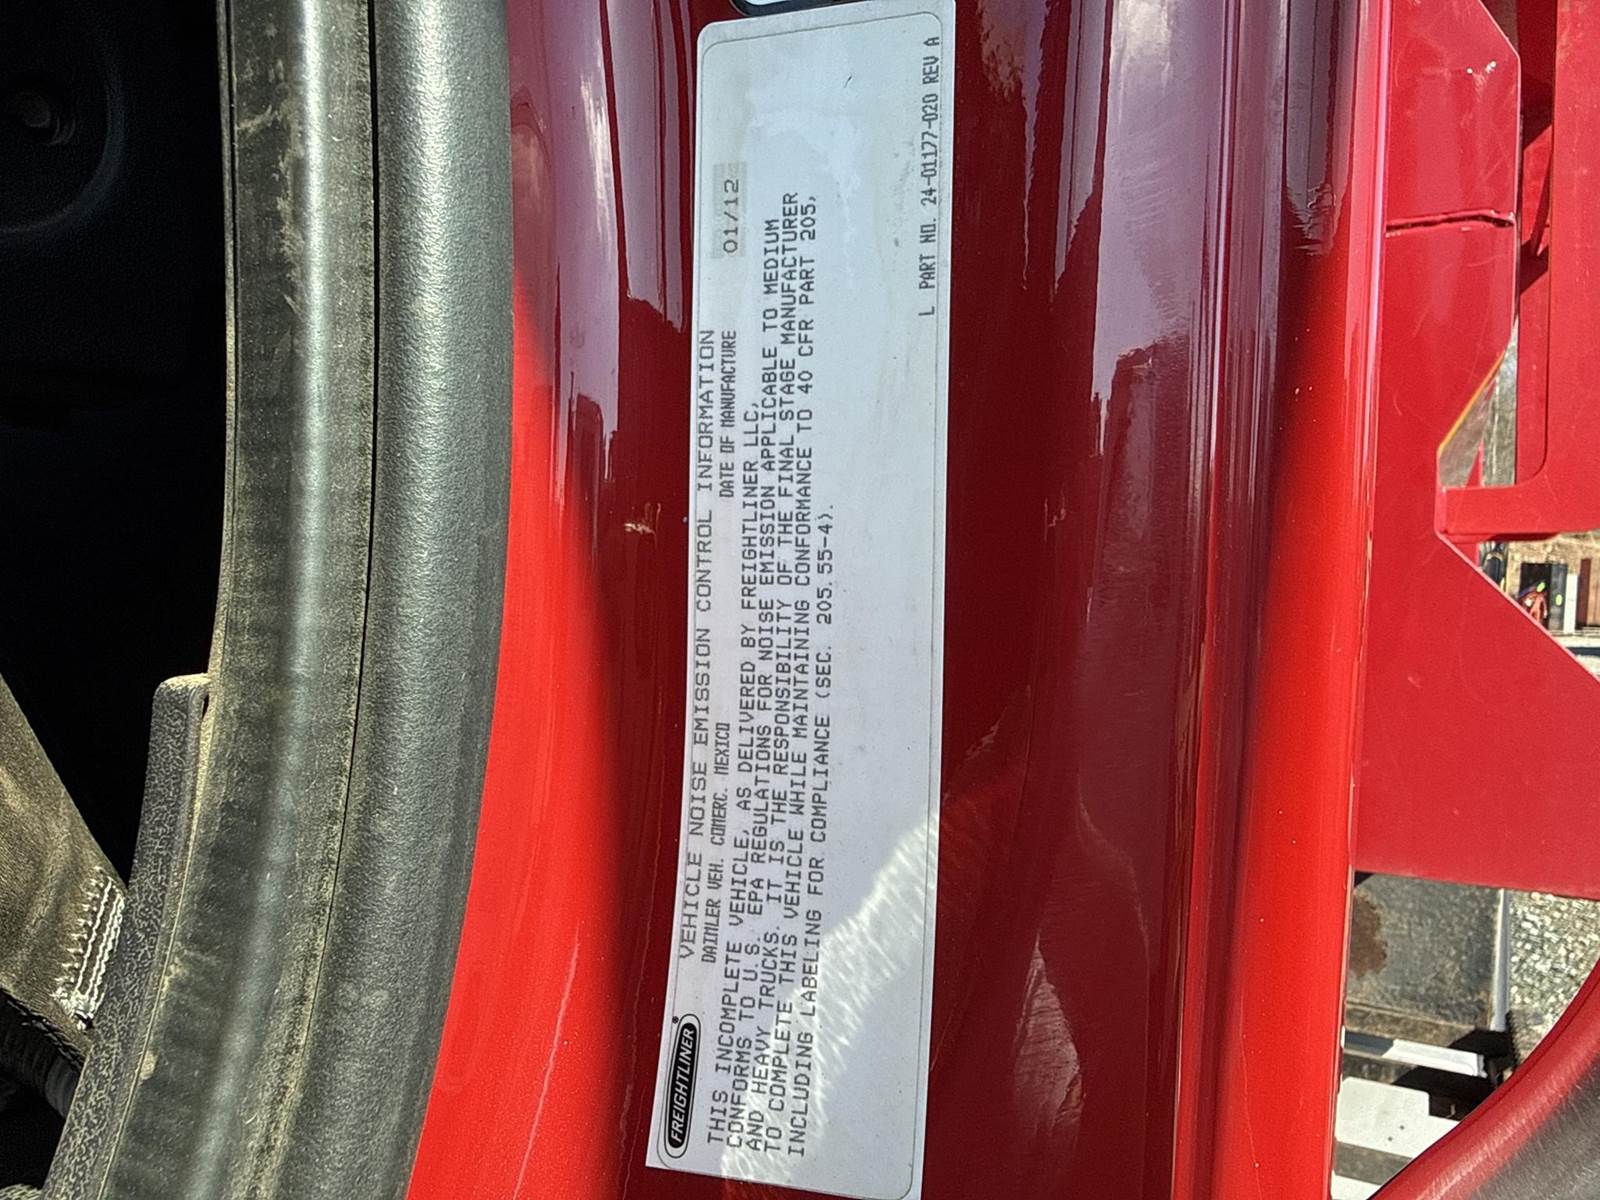 FREIGHTLINER®
VEHICLE NOISE EMISSION CONTROL INFORMATION
DAIMLER VEH. COMERC. MEXICO DATE OF MANUFACTURE 01/12
THIS INCOMPLETE VEHICLE, AS DELIVERED BY FREIGHTLINER LLC,
CONFORMS TO U.S. EPA REGULATIONS FOR NOISE EMISSION APPLICABLE TO MEDIUM
AND HEAVY TRUCKS. IT IS THE RESPONSIBILITY OF THE FINAL STAGE MANUFACTURER
TO COMPLETE THIS VEHICLE WHILE MAINTAINING CONFORMANCE TO 40 CFR PART 205,
INCLUDING LABELING FOR COMPLIANCE (SEC. 205.55-4).
L PART NO. 24-01177-020 REV A